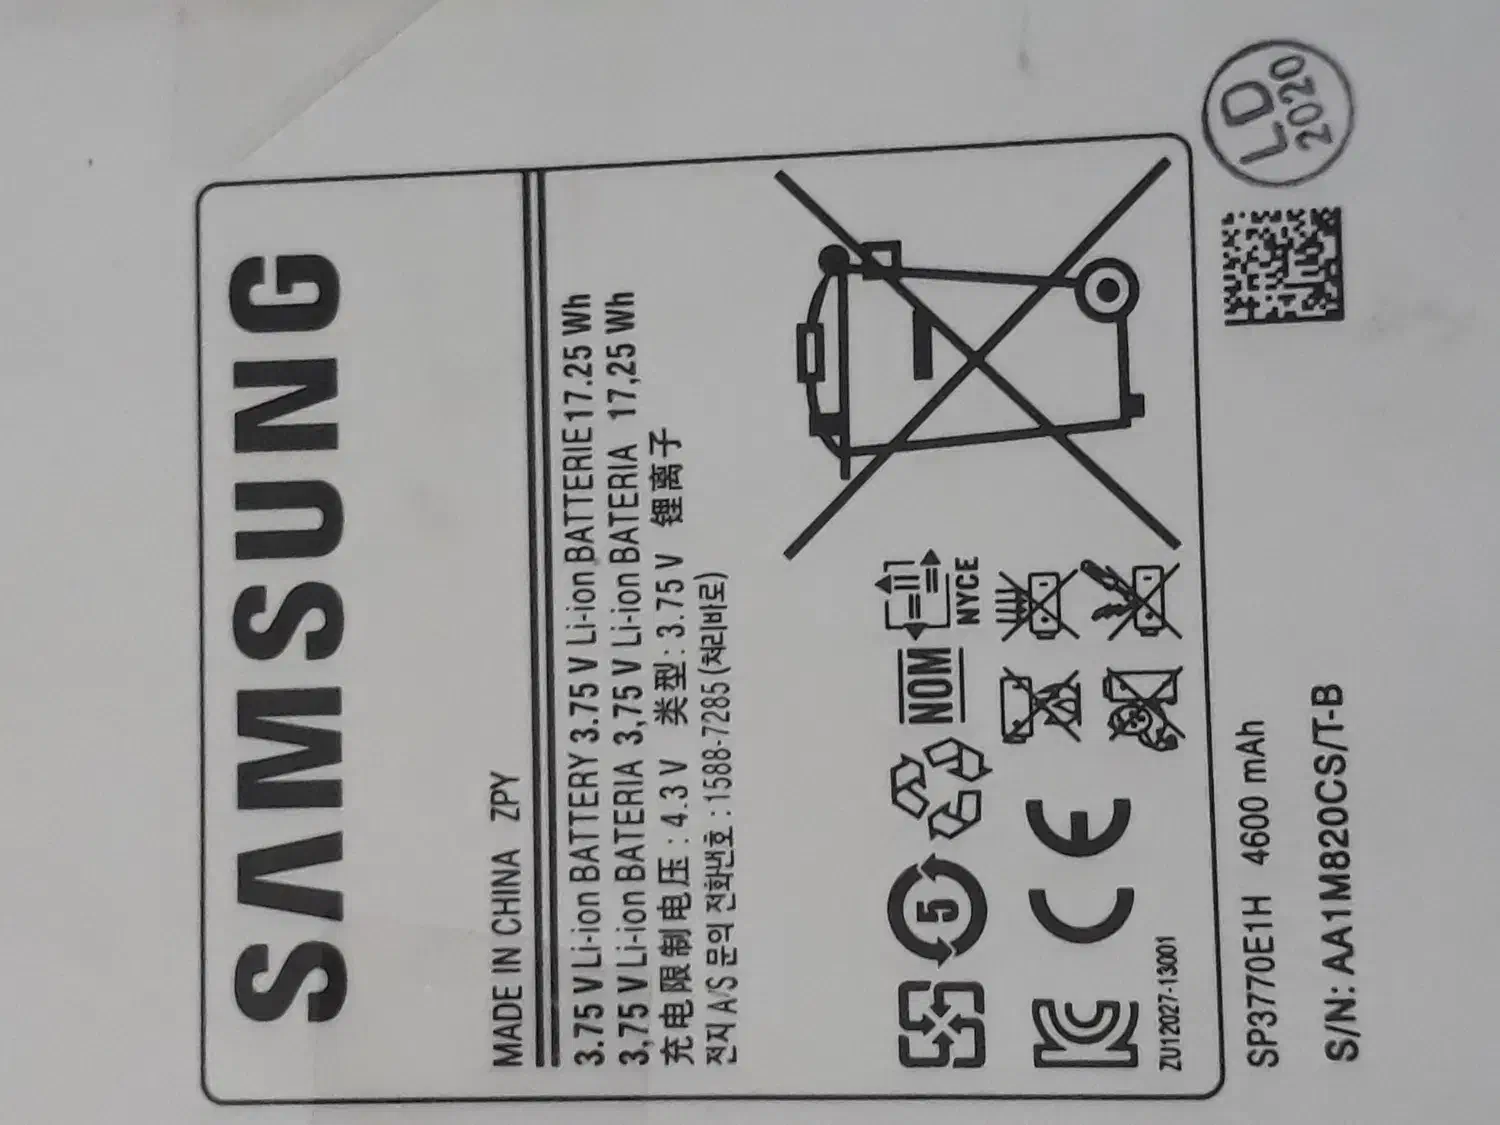 SAMSUNG
MADE IN CHINA ZPY
3.75 V Li-ion BATTERY 3.75 V Li-ion BATTERIE 17.25 Wh
3,75 V Li-ion BATERIA 3,75 V Li-ion BATERIA 17,25 Wh
充电限制电压 : 4.3 V 类型 : 3.75 V 锂离子
전지 A/S 문의 전화번호 : 1588-7285 (처리바로)
5
NOM
NYCE
CE
ZU12027-13001
SP3770E1H 4600 mAh
S/N: AA1M820CS/T-B
LD
2020